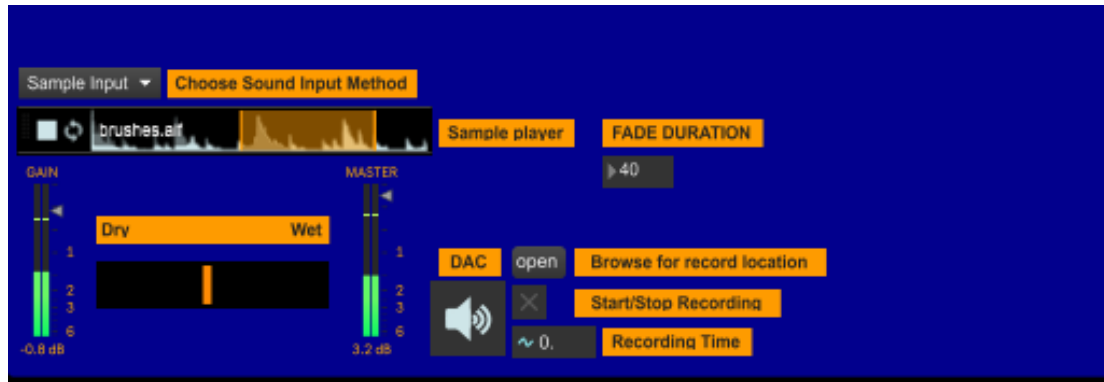 Sample Input
Choose Sound Input Method
brushes.aif
Sample player
FADE DURATION
40
GAIN
MASTER
Dry
Wet
1
2
3
6
-0.8 dB
1
2
3
6
3.2 dB
DAC
open
Browse for record location
Start/Stop Recording
0.
Recording Time